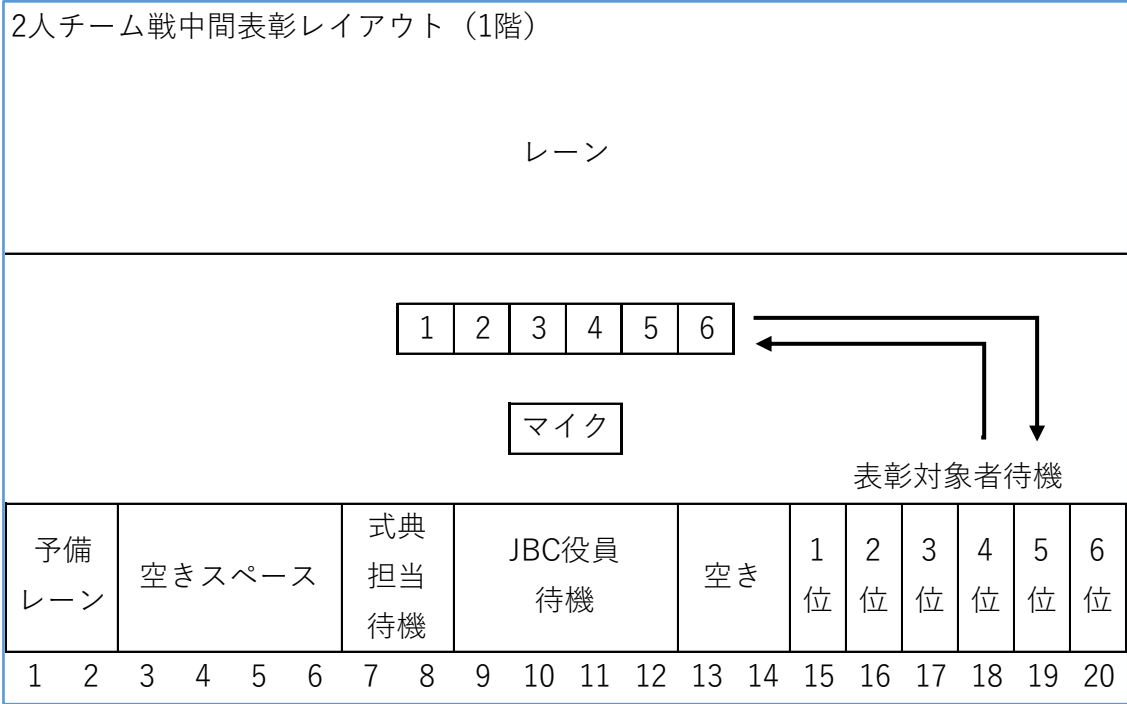 2人チーム戦中間表彰レイアウト（1階）
レーン
1 2 3 4 5 6
マイク
表彰対象者待機
予備
レーン
空きスペース
式典
担当
待機
JBC役員
待機
空き
1
位
2
位
3
位
4
位
5
位
6
位
1 2 3 4 5 6 7 8 9 10 11 12 13 14 15 16 17 18 19 20